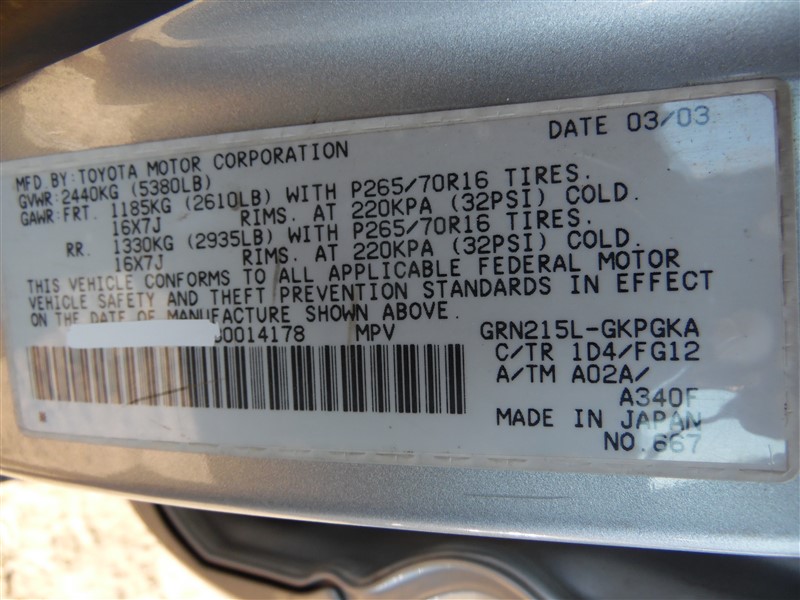 DATE 03/03
MFD BY: TOYOTA MOTOR CORPORATION
GVWR: 2440KG (5380LB)
GAWR: FRT. 1185KG (2610LB) WITH P265/70R16 TIRES.
16X7J RIMS. AT 220KPA (32PSI) COLD.
RR. 1330KG (2935LB) WITH P265/70R16 TIRES.
16X7J RIMS. AT 220KPA (32PSI) COLD.
THIS VEHICLE CONFORMS TO ALL APPLICABLE FEDERAL MOTOR
VEHICLE SAFETY AND THEFT PREVENTION STANDARDS IN EFFECT
ON THE DATE OF MANUFACTURE SHOWN ABOVE.
0014178 MPV GRN215L-GKPGKA
C/TR 1D4/FG12
A/TM A02A/
A340F
MADE IN JAPAN
NO.667